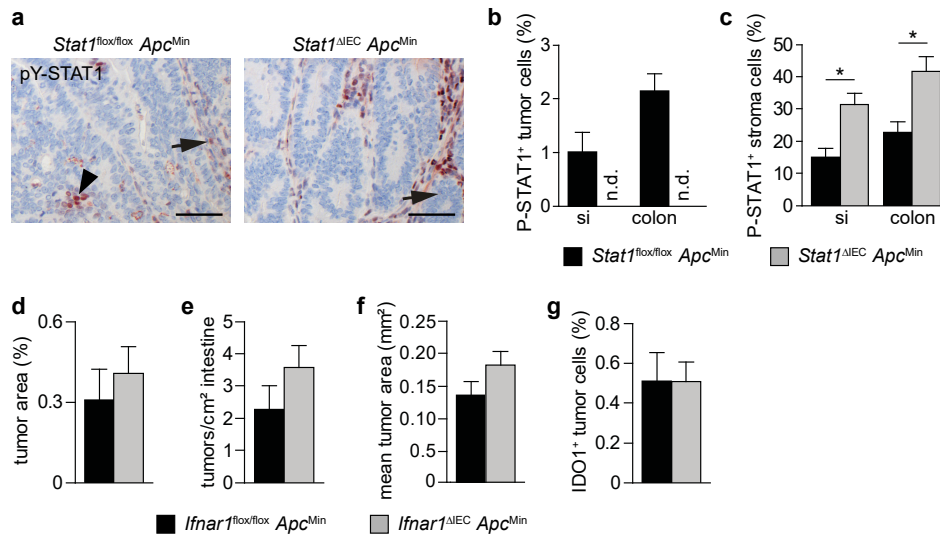 a
Stat1flox/flox ApcMin
Stat1ΔIEC ApcMin
pY-STAT1
b
P-STAT1+ tumor cells (%)
3
2
1
0
n.d.
n.d.
si
colon
c
P-STAT1+ stroma cells (%)
50
40
30
20
10
0
*
*
si
colon
Stat1flox/flox ApcMin
Stat1ΔIEC ApcMin
d
tumor area (%)
0.6
0.3
0
e
tumors/cm² intestine
5
4
3
2
1
0
f
mean tumor area (mm²)
0.25
0.20
0.15
0.10
0.05
0
g
IDO1+ tumor cells (%)
0.8
0.6
0.4
0.2
0
Ifnar1flox/flox ApcMin
Ifnar1ΔIEC ApcMin